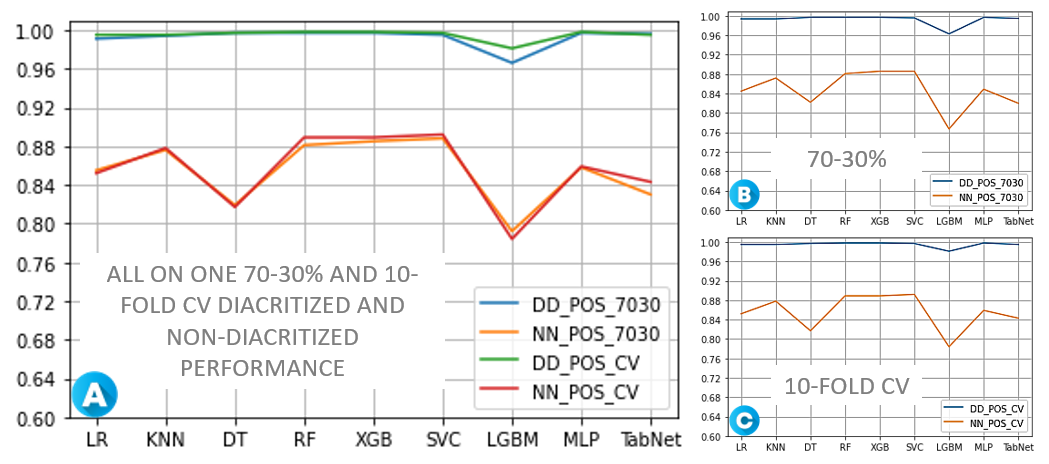 1.00
0.96
0.92
0.88
0.84
0.80
0.76
0.72
0.68
0.64
0.60
ALL ON ONE 70-30% AND 10-
FOLD CV DIACRITIZED AND
NON-DIACRITIZED
PERFORMANCE
DD_POS_7030
NN_POS_7030
DD_POS_CV
NN_POS_CV
A
LR KNN DT RF XGB SVC LGBM MLP TabNet
1.00
0.96
0.92
0.88
0.84
0.80
0.76
0.72
0.68
0.64
0.60
70-30%
DD_POS_7030
NN_POS_7030
B
LR KNN DT RF XGB SVC LGBM MLP TabNet
1.00
0.96
0.92
0.88
0.84
0.80
0.76
0.72
0.68
0.64
0.60
10-FOLD CV
DD_POS_CV
NN_POS_CV
C
LR KNN DT RF XGB SVC LGBM MLP TabNet